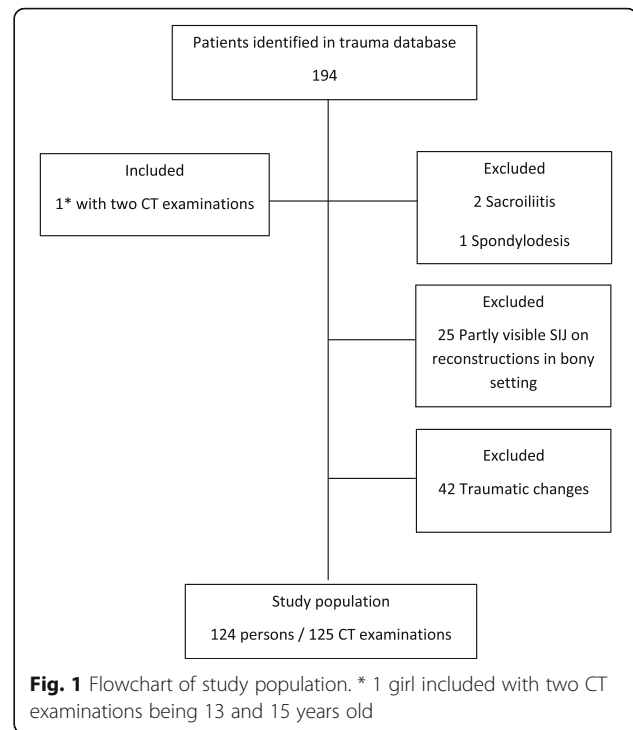 Patients identified in trauma database
194
Included
1* with two CT examinations
Excluded
2 Sacroiliitis
1 Spondylodesis
Excluded
25 Partly visible SIJ on
reconstructions in bony
setting
Excluded
42 Traumatic changes
Study population
124 persons / 125 CT examinations
Fig. 1 Flowchart of study population. * 1 girl included with two CT
examinations being 13 and 15 years old